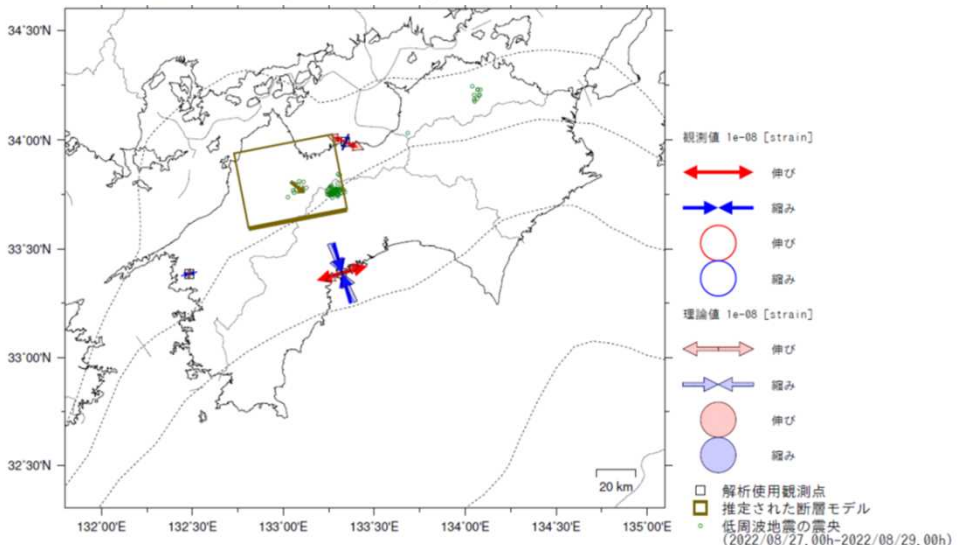 34°30'N
34°00'N
33°30'N
33°00'N
32°30'N
132°00'E
132°30'E
133°00'E
133°30'E
134°00'E
134°30'E
135°00'E
20 km
観測値 1e-08 [strain]
伸び
縮み
伸び
縮み
理論値 1e-08 [strain]
伸び
縮み
伸び
縮み
解析使用観測点
推定された断層モデル
低周波地震の震央
(2022/08/27.00h-2022/08/29.00h)